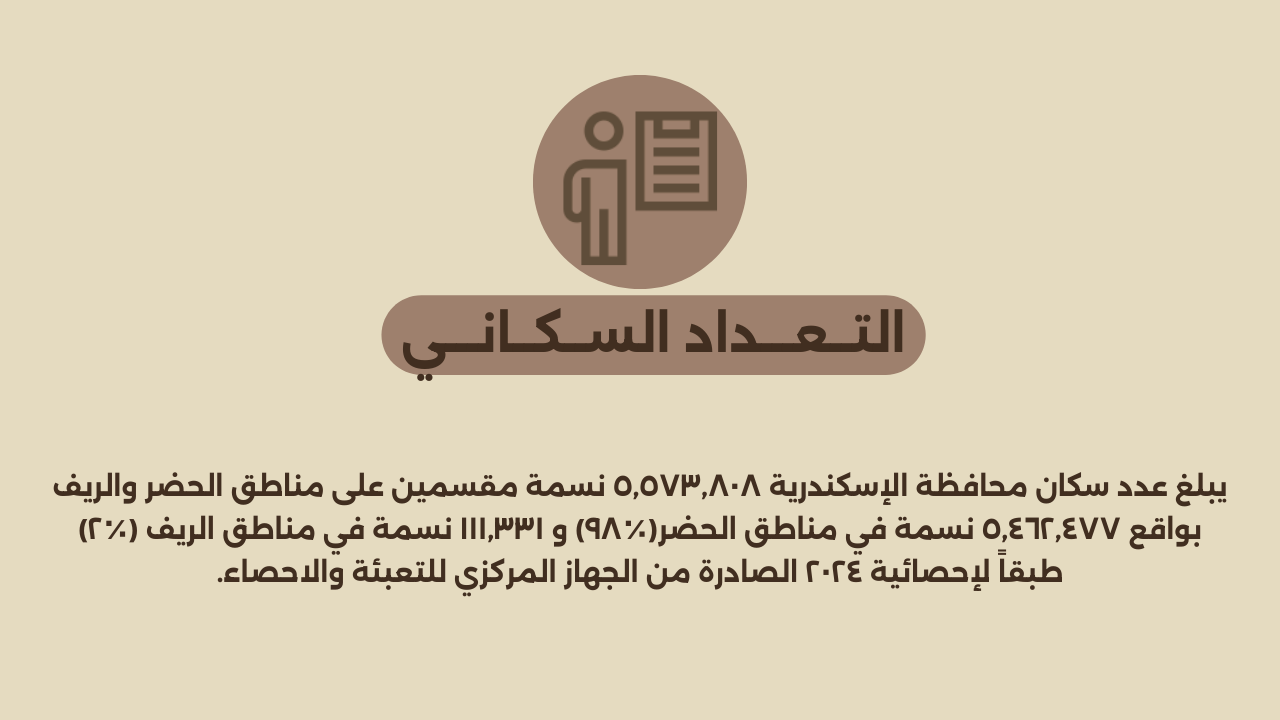 التـــعــــداد الســـكـــانــــي
يبلغ عدد سكان محافظة الإسكندرية ٥,٥٧٣,٨٠٨ نسمة مقسمين على مناطق الحضر والريف
بواقع ٥,٤٦٢,٤٧٧ نسمة في مناطق الحضر(٩٨٪) و ١١١,٣٣١ نسمة في مناطق الريف (٢٪)
طبقاً لإحصائية ٢٠٢٤ الصادرة من الجهاز المركزي للتعبئة والاحصاء.